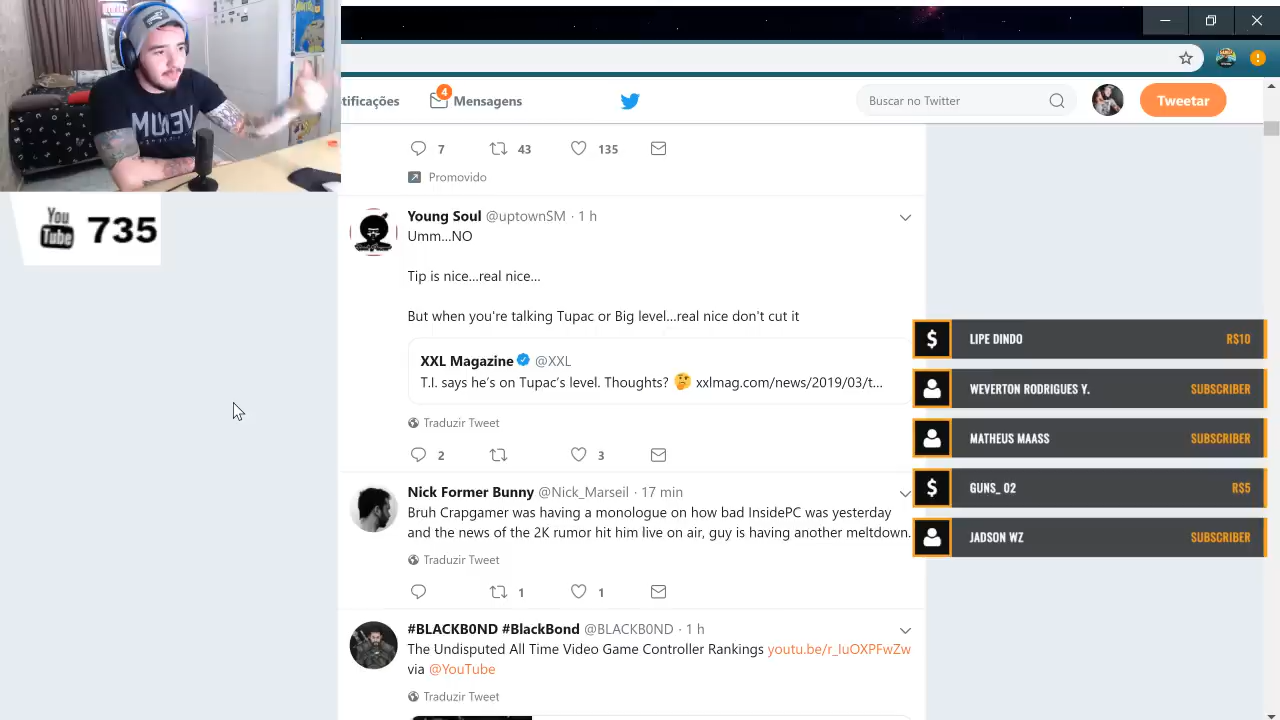 tificações
4
Mensagens
Buscar no Twitter
Tweetar
7 43 135
Promovido
You
Tube
735
Young Soul @uptownSM · 1 h
Umm...NO
Tip is nice...real nice...
But when you're talking Tupac or Big level...real nice don't cut it
XXL Magazine @XXL
T.I. says he's on Tupac's level. Thoughts? 🤔 xxlmag.com/news/2019/03/t...
Traduzir Tweet
2 3
Nick Former Bunny @Nick_Marseil · 17 min
Bruh Crapgamer was having a monologue on how bad InsidePC was yesterday
and the news of the 2K rumor hit him live on air, guy is having another meltdown.
Traduzir Tweet
1 1
#BLACKB0ND #BlackBond @BLACKB0ND · 1 h
The Undisputed All Time Video Game Controller Rankings youtu.be/r_IuOXPFwZw
via @YouTube
Traduzir Tweet
$ LIPE DINDO R$10
WEVERTON RODRIGUES Y. SUBSCRIBER
MATHEUS MAASS SUBSCRIBER
$ GUNS_ 02 R$5
JADSON WZ SUBSCRIBER